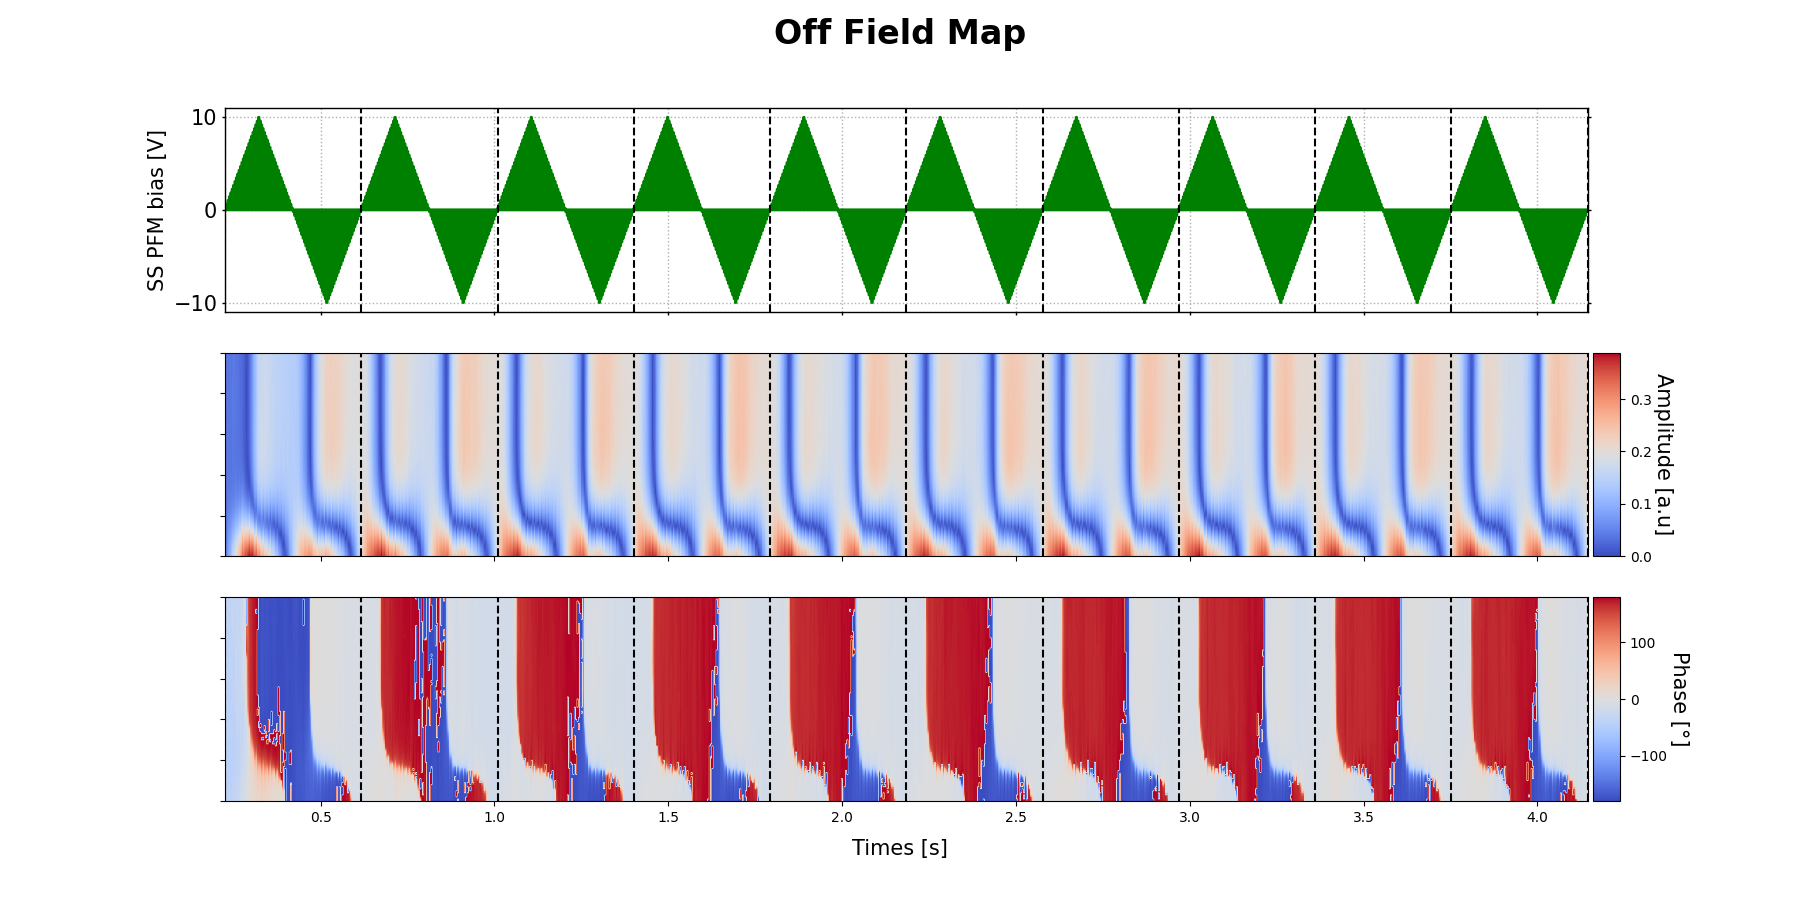 Off Field Map
SS PFM bias [V]
10
0
−10
Amplitude [a.u]
0.3
0.2
0.1
0.0
Phase [°]
100
0
−100
0.5 1.0 1.5 2.0 2.5 3.0 3.5 4.0
Times [s]